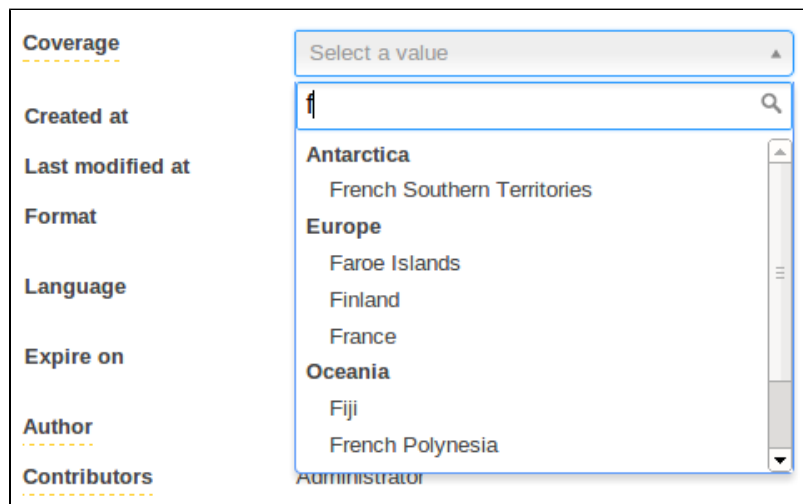 Coverage
Select a value
f
Created at
Antarctica
Last modified at
French Southern Territories
Format
Europe
Faroe Islands
Language
Finland
France
Expire on
Oceania
Fiji
Author
French Polynesia
Contributors
Administrator